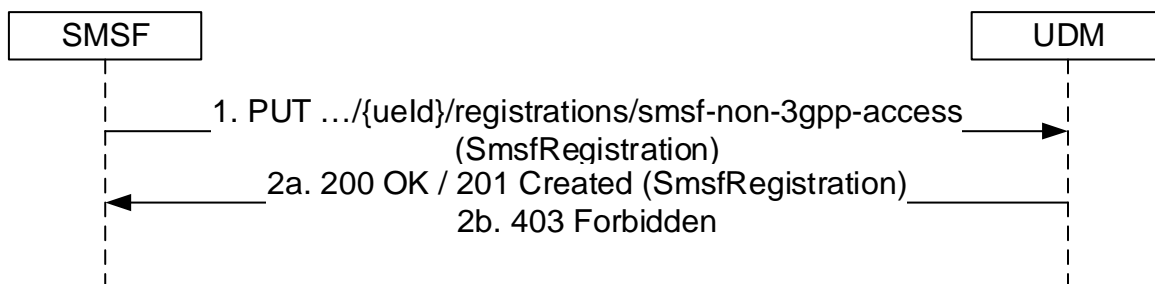 SMSF
UDM
1. PUT …/{ueId}/registrations/smsf-non-3gpp-access
(SmsfRegistration)
2a. 200 OK / 201 Created (SmsfRegistration)
2b. 403 Forbidden